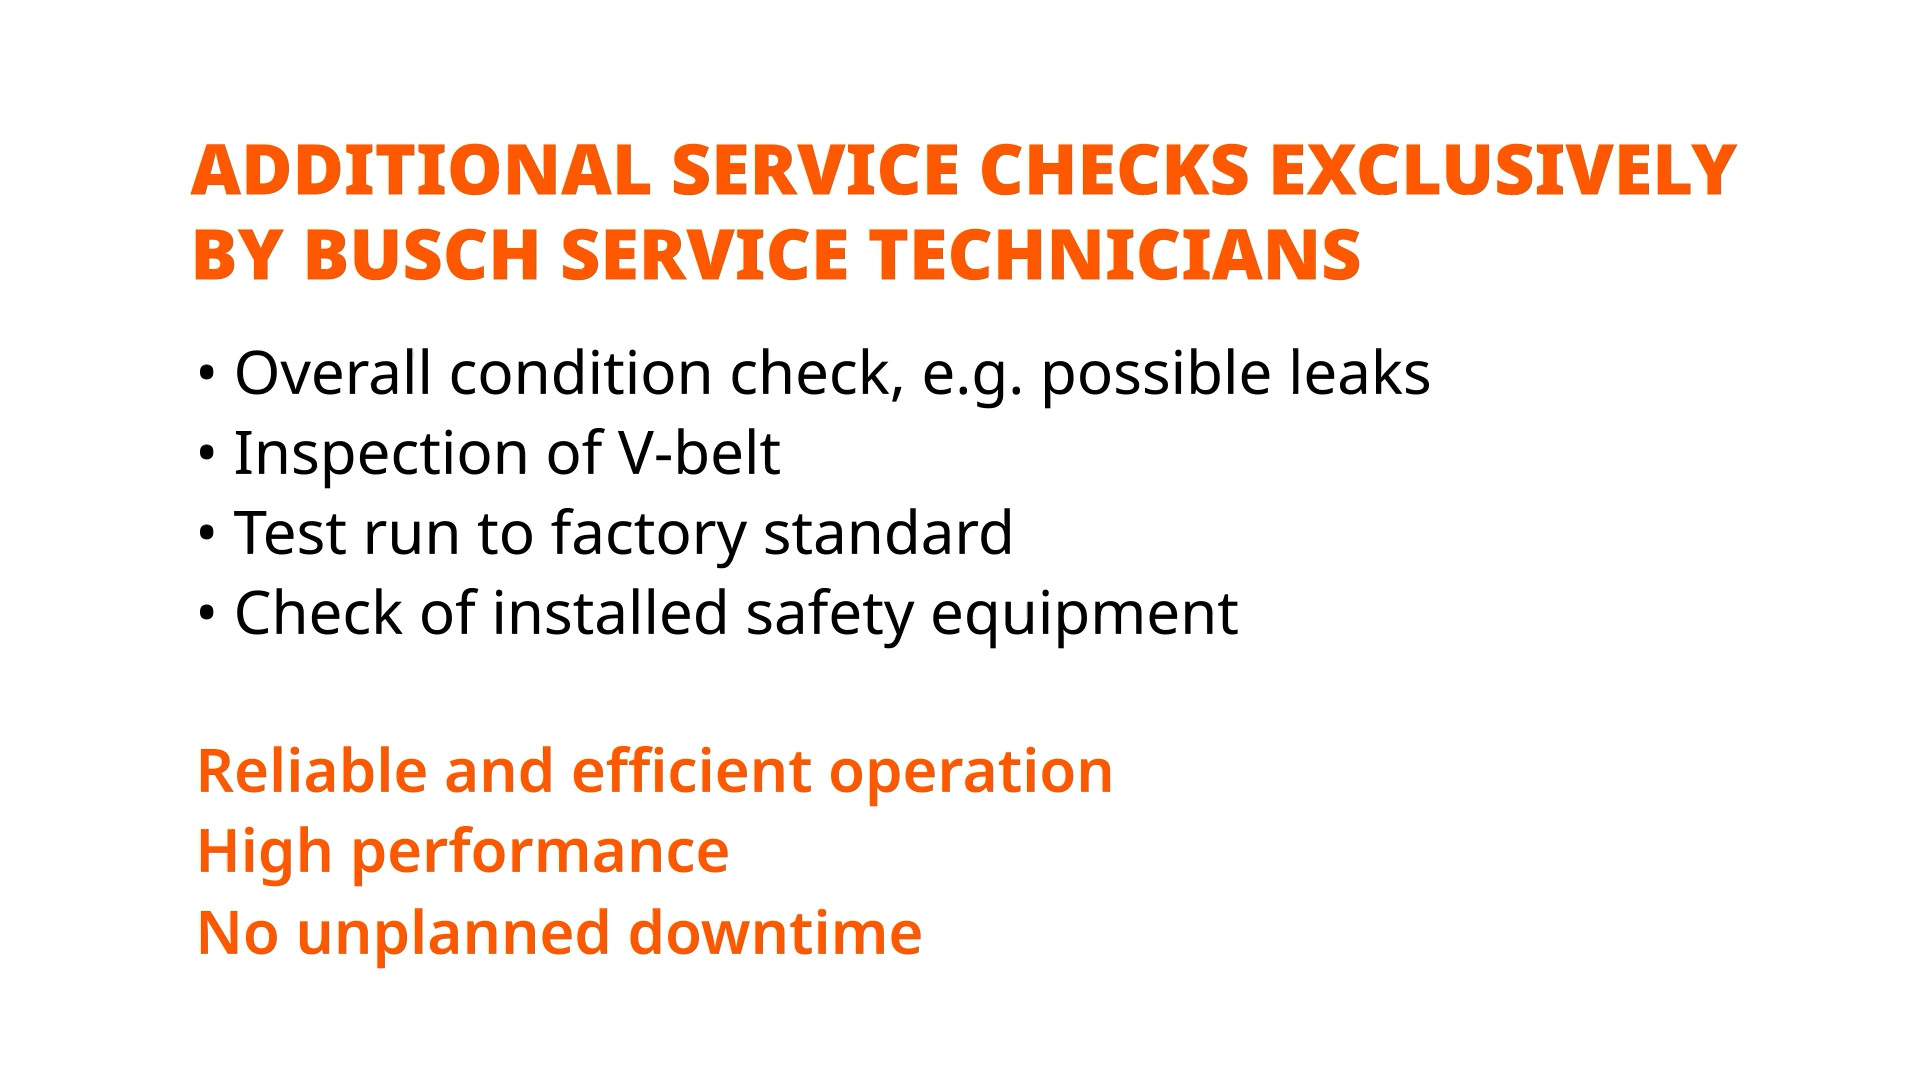 ADDITIONAL SERVICE CHECKS EXCLUSIVELY
BY BUSCH SERVICE TECHNICIANS
• Overall condition check, e.g. possible leaks
• Inspection of V-belt
• Test run to factory standard
• Check of installed safety equipment
Reliable and efficient operation
High performance
No unplanned downtime